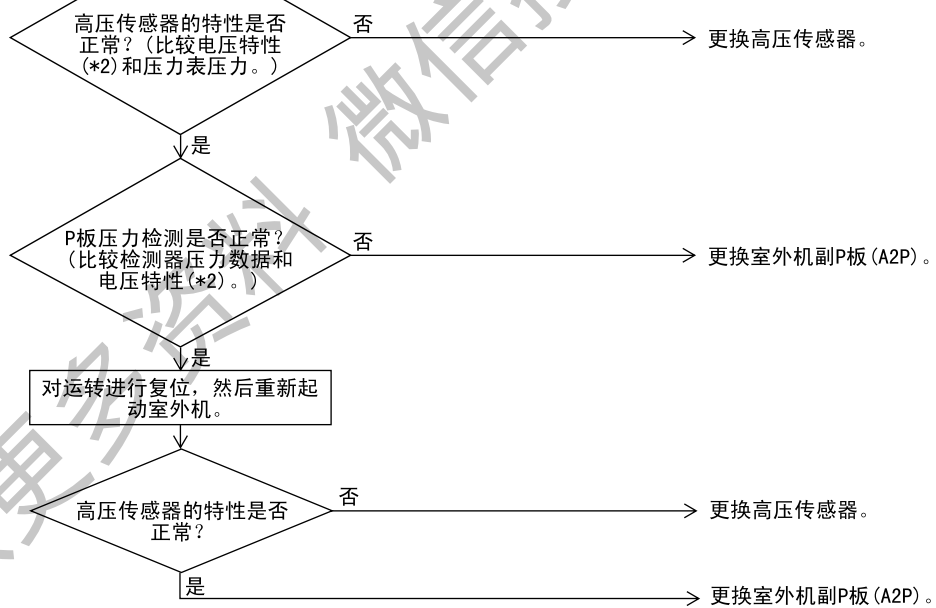 高压传感器的特性是否
正常？（比较电压特性
(*2)和压力表压力。）
否
更换高压传感器。
是
P板压力检测是否正常？
（比较检测器压力数据和
电压特性(*2)。）
否
更换室外机副P板(A2P)。
是
对运转进行复位，然后重新起
动室外机。
高压传感器的特性是否
正常？
否
更换高压传感器。
是
更换室外机副P板(A2P)。
更多资料 微信